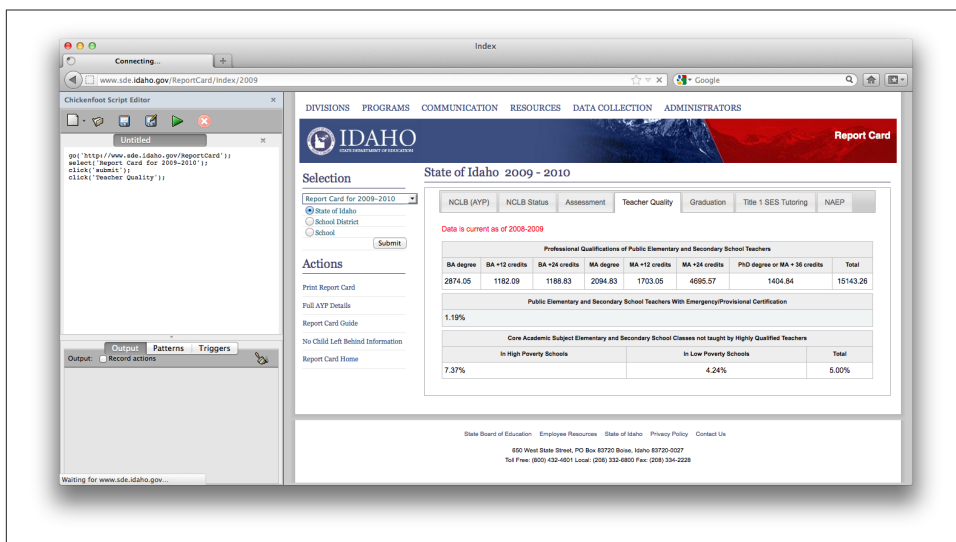 Index
Connecting...
www.sde.idaho.gov/ReportCard/Index/2009
Google
Chickenfoot Script Editor
Untitled
go('http://www.sde.idaho.gov/ReportCard');
select('Report Card for 2009-2010');
click('submit');
click('Teacher Quality');
Output Patterns Triggers
Output: Record actions
Waiting for www.sde.idaho.gov...
DIVISIONS PROGRAMS COMMUNICATION RESOURCES DATA COLLECTION ADMINISTRATORS
IDAHO
STATE DEPARTMENT OF EDUCATION
Report Card
Selection
Report Card for 2009-2010
State of Idaho
School District
School
Submit
Actions
Print Report Card
Full AYP Details
Report Card Guide
No Child Left Behind Information
Report Card Home
State of Idaho 2009 - 2010
NCLB (AYP) NCLB Status Assessment Teacher Quality Graduation Title 1 SES Tutoring NAEP
Data is current as of 2008-2009
Professional Qualifications of Public Elementary and Secondary School Teachers
BA degree BA +12 credits BA +24 credits MA degree MA +12 credits MA +24 credits PhD degree or MA + 36 credits Total
2874.05 1182.09 1188.83 2094.83 1703.05 4695.57 1404.84 15143.26
Public Elementary and Secondary School Teachers With Emergency/Provisional Certification
1.19%
Core Academic Subject Elementary and Secondary School Classes not taught by Highly Qualified Teachers
In High Poverty Schools In Low Poverty Schools Total
7.37% 4.24% 5.00%
State Board of Education Employee Resources State of Idaho Privacy Policy Contact Us
650 West State Street, PO Box 83720 Boise, Idaho 83720-0027
Toll Free: (800) 432-4601 Local: (208) 332-6800 Fax: (208) 334-2228